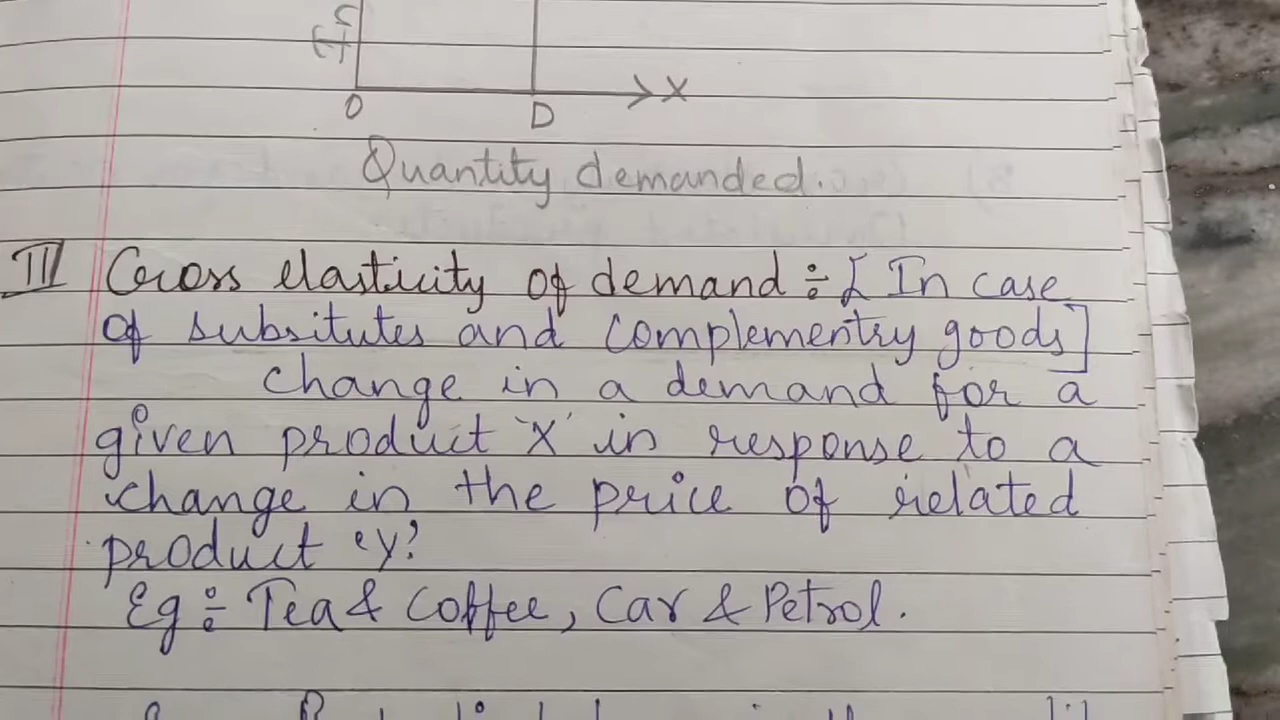 O D X
Quantity demanded.
III Cross elasticity of demand ÷ [ In case
of subsitutes and complementry goods]
change in a demand for a
given product 'X' in response to a
change in the price of related
product 'y'
Eg ÷ Tea & Coffee, Car & Petrol.